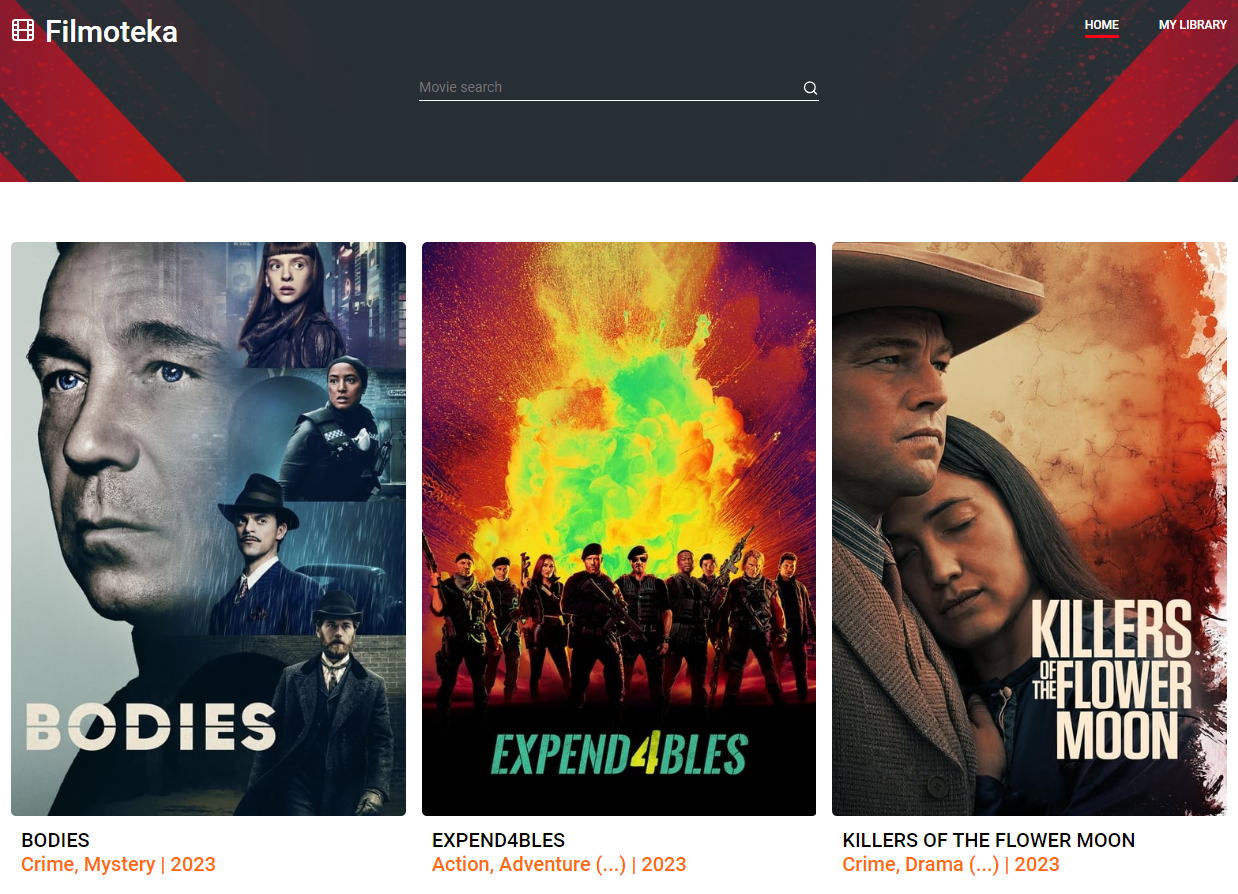 Filmoteka
HOME
MY LIBRARY
Movie search
BODIES
EXPEND4BLES
KILLERS
OF
THE FLOWER
MOON
BODIES
Crime, Mystery | 2023
EXPEND4BLES
Action, Adventure (...) | 2023
KILLERS OF THE FLOWER MOON
Crime, Drama (...) | 2023